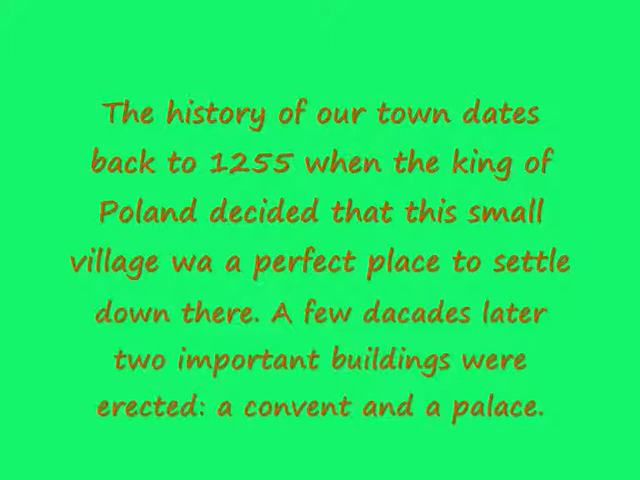 The history of our town dates
back to 1255 when the king of
Poland decided that this small
village wa a perfect place to settle
down there. A few dacades later
two important buildings were
erected: a convent and a palace.